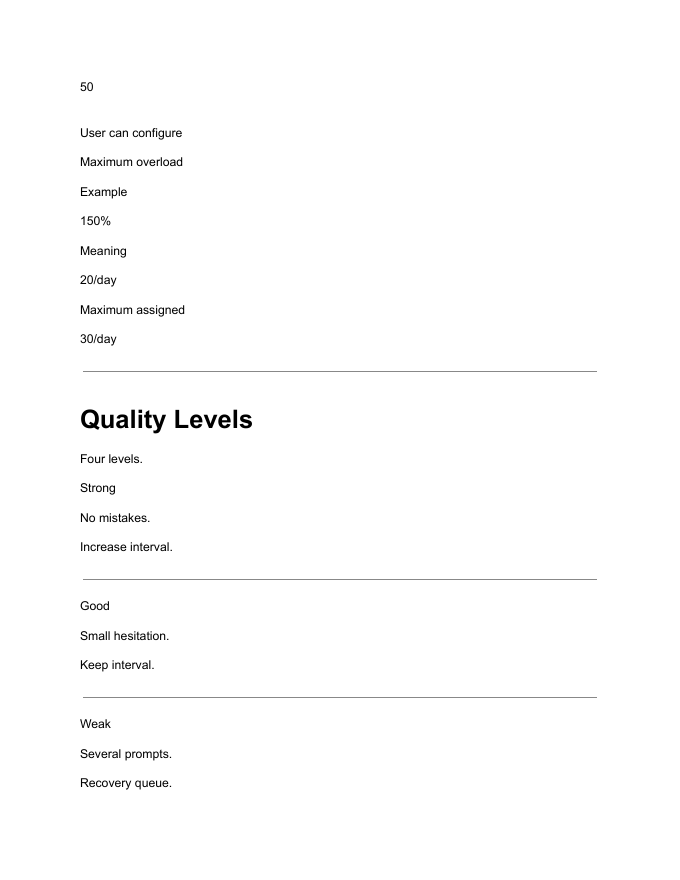 50
User can configure
Maximum overload
Example
150%
Meaning
20/day
Maximum assigned
30/day
Quality Levels
Four levels.
Strong
No mistakes.
Increase interval.
Good
Small hesitation.
Keep interval.
Weak
Several prompts.
Recovery queue.